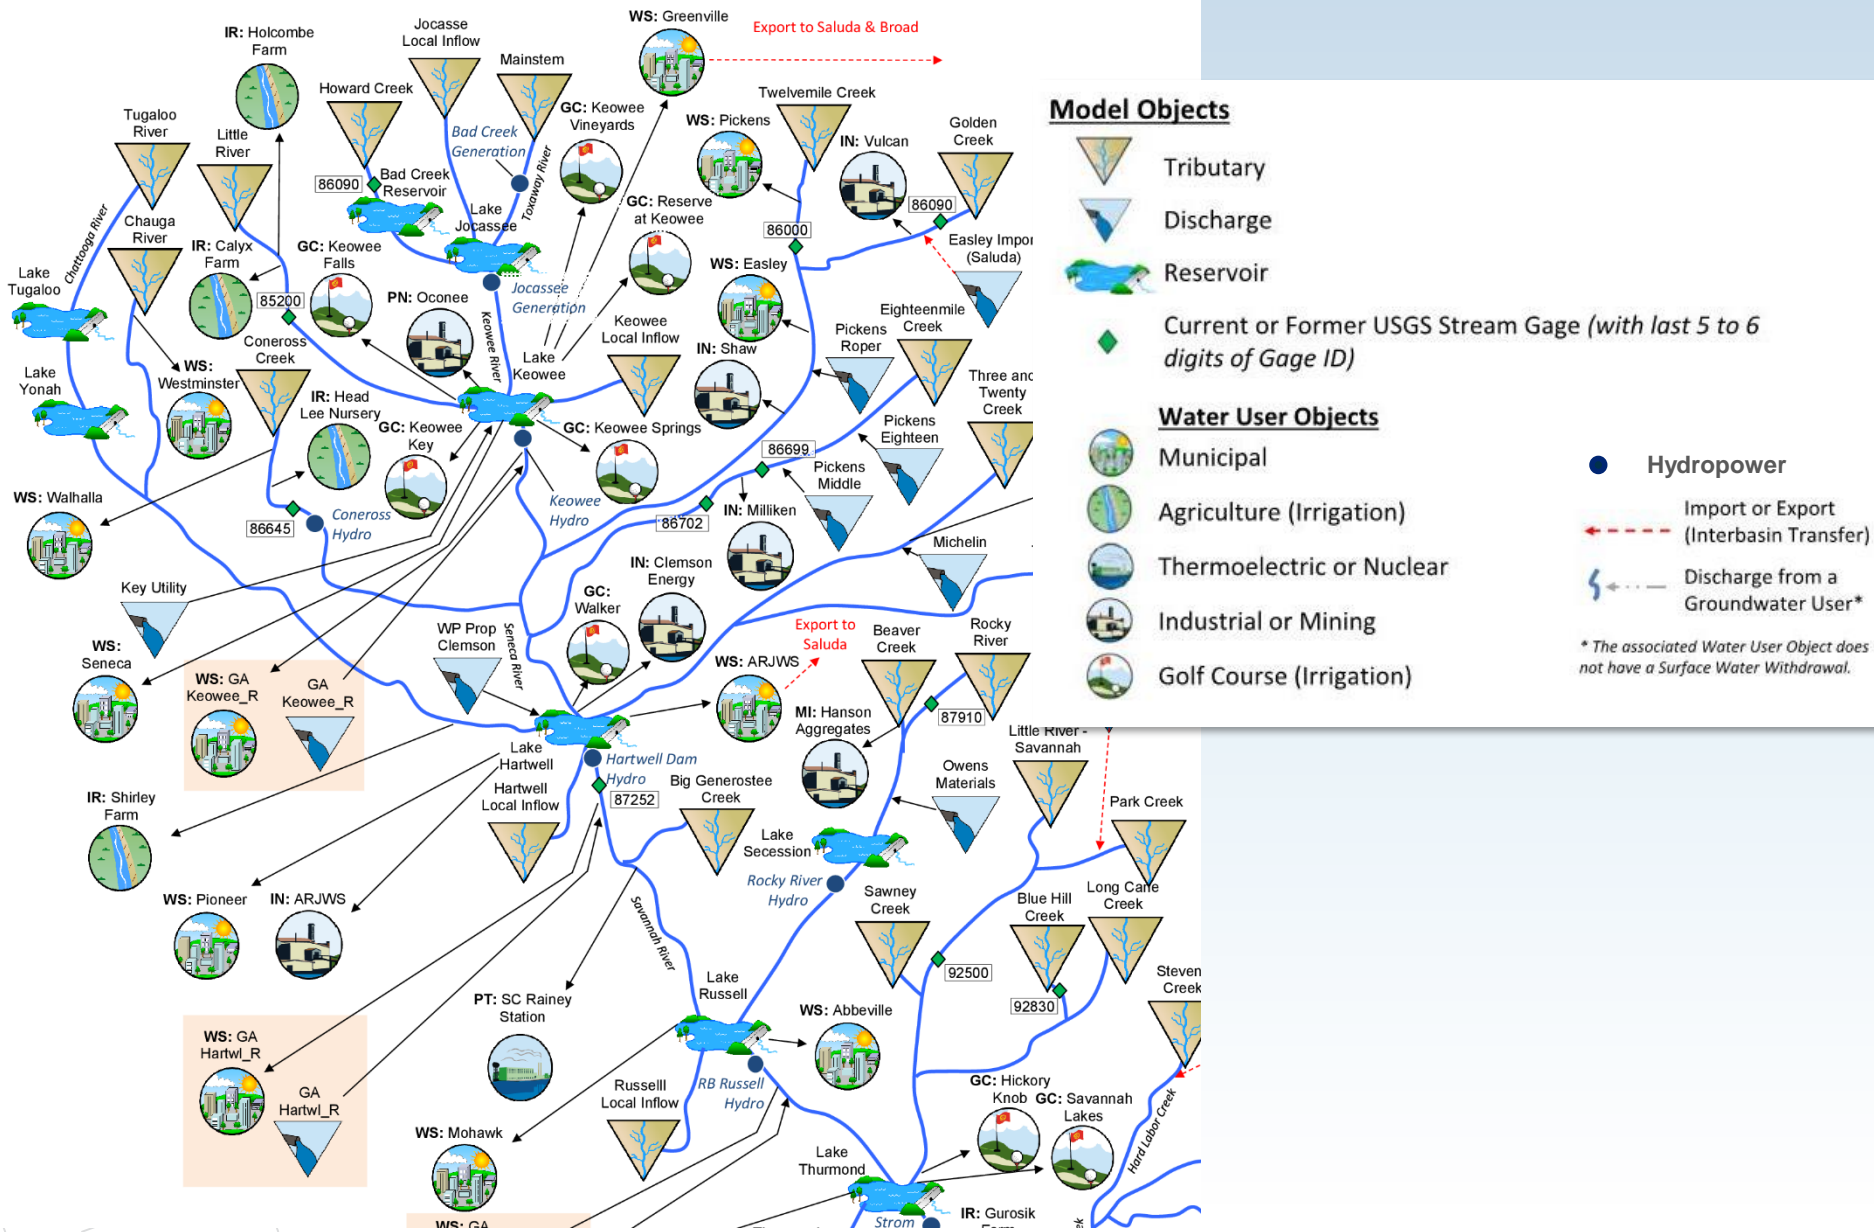 WS: Greenville
Export to Saluda & Broad
Jocasse
Local Inflow
IR: Holcombe
Farm
Mainstem
Howard Creek
Twelvemile Creek
GC: Keowee
Vineyards
Tugaloo
River
Little
River
Bad Creek
Generation
WS: Pickens
IN: Vulcan
Golden
Creek
Toxaway River
86090
Bad Creek
Reservoir
GC: Reserve
at Keowee
86090
Lake
Jocassee
Chattooga River
Chauga
River
IR: Calyx
Farm
GC: Keowee
Falls
86000
Easley Impor
(Saluda)
WS: Easley
Lake
Tugaloo
PN: Oconee
Jocassee
Generation
85200
Keowee River
Keowee
Local Inflow
Eighteenmile
Creek
Coneross
Creek
Lake
Keowee
IN: Shaw
Pickens
Roper
Lake
Yonah
WS:
Westminster
Three and
Twenty
Creek
IR: Head
Lee Nursery
GC: Keowee
Key
GC: Keowee Springs
Pickens
Eighteen
86699
Pickens
Middle
WS: Walhalla
Keowee
Hydro
86645
Coneross
Hydro
86702
IN: Milliken
Michelin
Key Utility
IN: Clemson
Energy
GC:
Walker
WP Prop
Clemson
Seneca River
Export to
Saluda
Beaver
Creek
Rocky
River
WS:
Seneca
WS: GA
Keowee_R
GA
Keowee_R
WS: ARJWS
MI: Hanson
Aggregates
87910
Little River -
Savannah
Lake
Hartwell
Hartwell Dam
Hydro
Hartwell
Local Inflow
87252
Big Generostee
Creek
Owens
Materials
IR: Shirley
Farm
Park Creek
Lake
Secession
Rocky River
Hydro
WS: Pioneer
IN: ARJWS
Sawney
Creek
Blue Hill
Creek
Long Cane
Creek
Savannah River
92500
Steven
Creek
92830
Lake
Russell
PT: SC Rainey
Station
WS: Abbeville
WS: GA
Hartwl_R
GA
Hartwl_R
Russelll
Local Inflow
RB Russell
Hydro
GC: Hickory
Knob
GC: Savannah
Lakes
Hard Labor Creek
WS: Mohawk
Lake
Thurmond
WS: GA
Strom
IR: Gurosik
Model Objects
Tributary
Discharge
Reservoir
Current or Former USGS Stream Gage (with last 5 to 6
digits of Gage ID)
Water User Objects
Municipal
Agriculture (Irrigation)
Thermoelectric or Nuclear
Industrial or Mining
Golf Course (Irrigation)
Hydropower
Import or Export
(Interbasin Transfer)
Discharge from a
Groundwater User*
* The associated Water User Object does
not have a Surface Water Withdrawal.